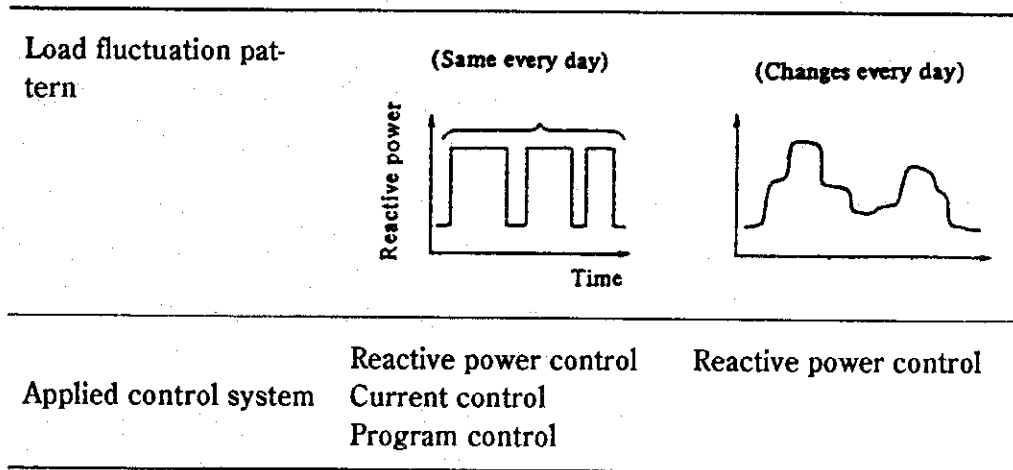 Load fluctuation pat-
tern
(Same every day)
(Changes every day)
Reactive power
Time
Reactive power control
Current control
Program control
Reactive power control
Applied control system